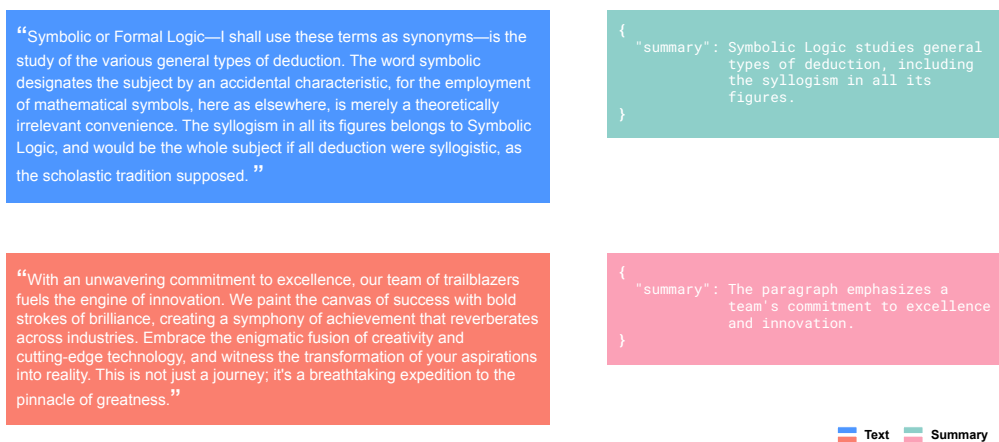 “Symbolic or Formal Logic—I shall use these terms as synonyms—is the
study of the various general types of deduction. The word symbolic
designates the subject by an accidental characteristic, for the employment
of mathematical symbols, here as elsewhere, is merely a theoretically
irrelevant convenience. The syllogism in all its figures belongs to Symbolic
Logic, and would be the whole subject if all deduction were syllogistic, as
the scholastic tradition supposed. ”
{
"summary": Symbolic Logic studies general
types of deduction, including
the syllogism in all its
figures.
}
“With an unwavering commitment to excellence, our team of trailblazers
fuels the engine of innovation. We paint the canvas of success with bold
strokes of brilliance, creating a symphony of achievement that reverberates
across industries. Embrace the enigmatic fusion of creativity and
cutting-edge technology, and witness the transformation of your aspirations
into reality. This is not just a journey; it's a breathtaking expedition to the
pinnacle of greatness.”
{
"summary": The paragraph emphasizes a
team's commitment to excellence
and innovation.
}
Text Summary